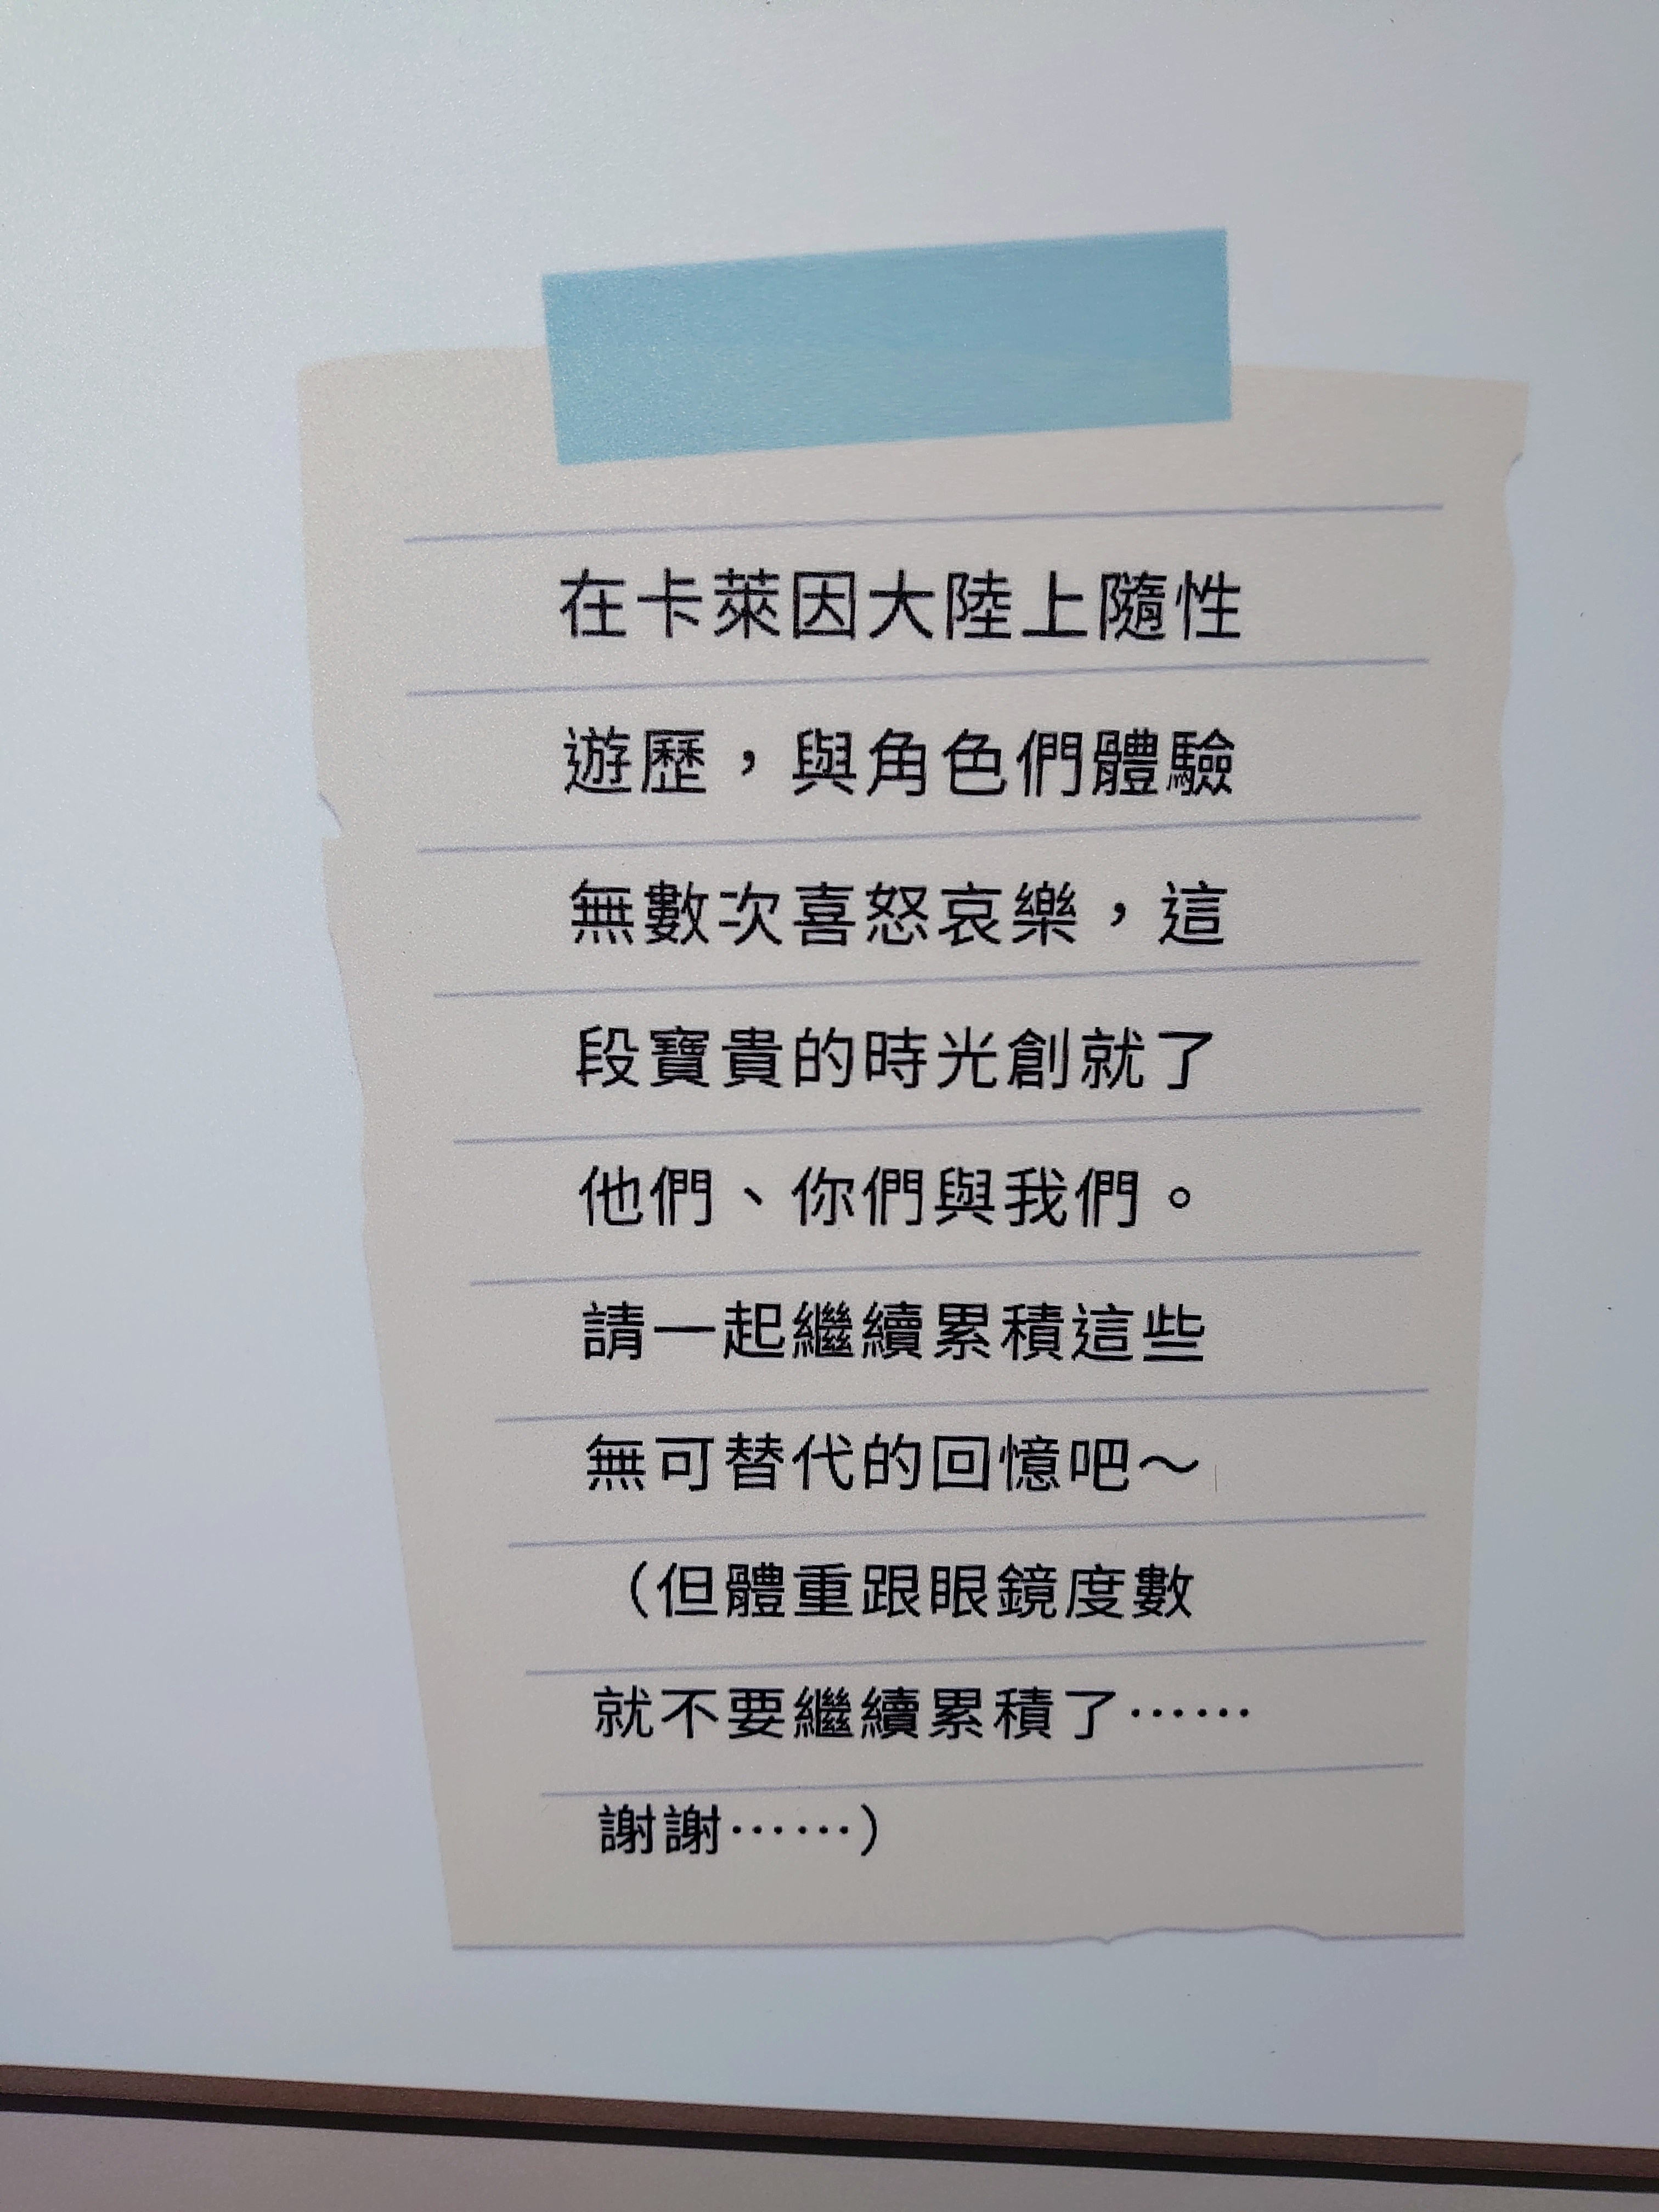 在卡萊因大陸上隨性
遊歷，與角色們體驗
無數次喜怒哀樂，這
段寶貴的時光創就了
他們、你們與我們。
請一起繼續累積這些
無可替代的回憶吧～
（但體重跟眼鏡度數
就不要繼續累積了……
謝謝……）